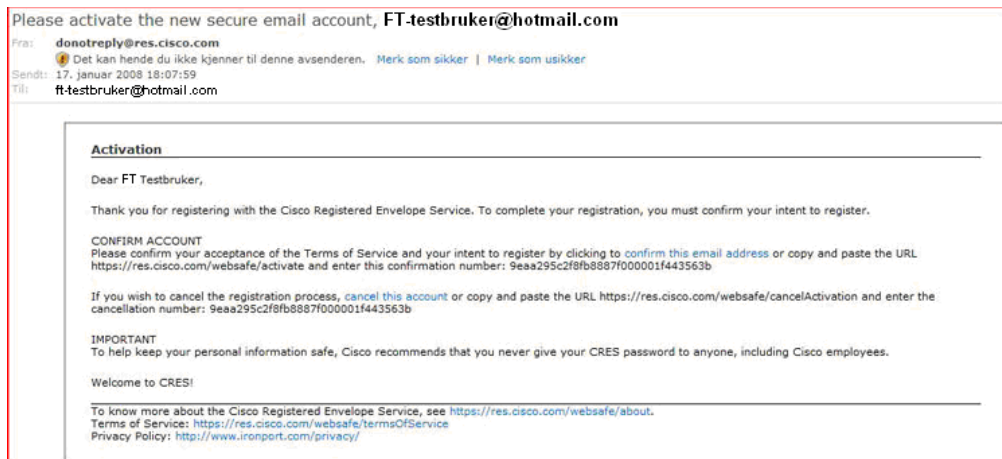 Please activate the new secure email account, FT-testbruker@hotmail.com
Fra: donotreply@res.cisco.com
Det kan hende du ikke kjenner til denne avsenderen. Merk som sikker | Merk som usikker
Sendt: 17. januar 2008 18:07:59
Til: ft-testbruker@hotmail.com
Activation
Dear FT Testbruker,
Thank you for registering with the Cisco Registered Envelope Service. To complete your registration, you must confirm your intent to register.
CONFIRM ACCOUNT
Please confirm your acceptance of the Terms of Service and your intent to register by clicking to confirm this email address or copy and paste the URL
https://res.cisco.com/websafe/activate and enter this confirmation number: 9eaa295c2f8fb8887f000001f443563b
If you wish to cancel the registration process, cancel this account or copy and paste the URL https://res.cisco.com/websafe/cancelActivation and enter the
cancellation number: 9eaa295c2f8fb8887f000001f443563b
IMPORTANT
To help keep your personal information safe, Cisco recommends that you never give your CRES password to anyone, including Cisco employees.
Welcome to CRES!
To know more about the Cisco Registered Envelope Service, see https://res.cisco.com/websafe/about.
Terms of Service: https://res.cisco.com/websafe/termsOfService
Privacy Policy: http://www.ironport.com/privacy/